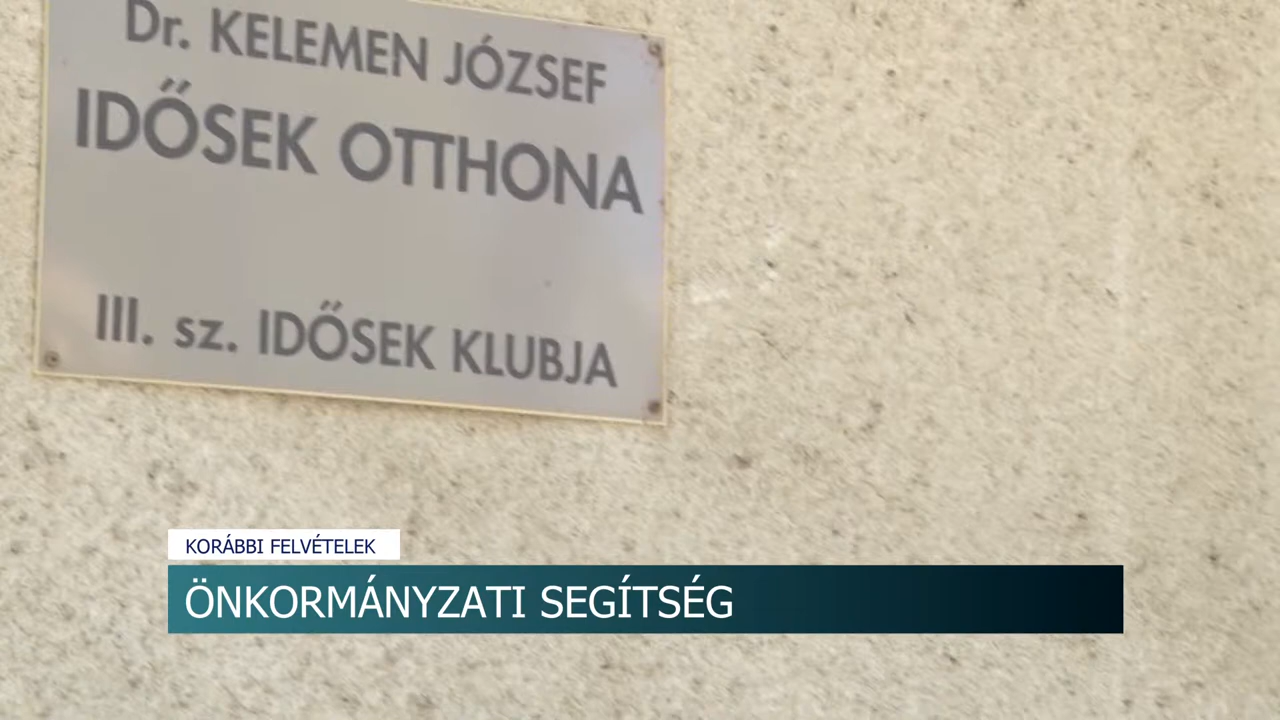 Dr. KELEMEN JÓZSEF
IDŐSEK OTTHONA
III. sz. IDŐSEK KLUBJA
KORÁBBI FELVÉTELEK
ÖNKORMÁNYZATI SEGÍTSÉG